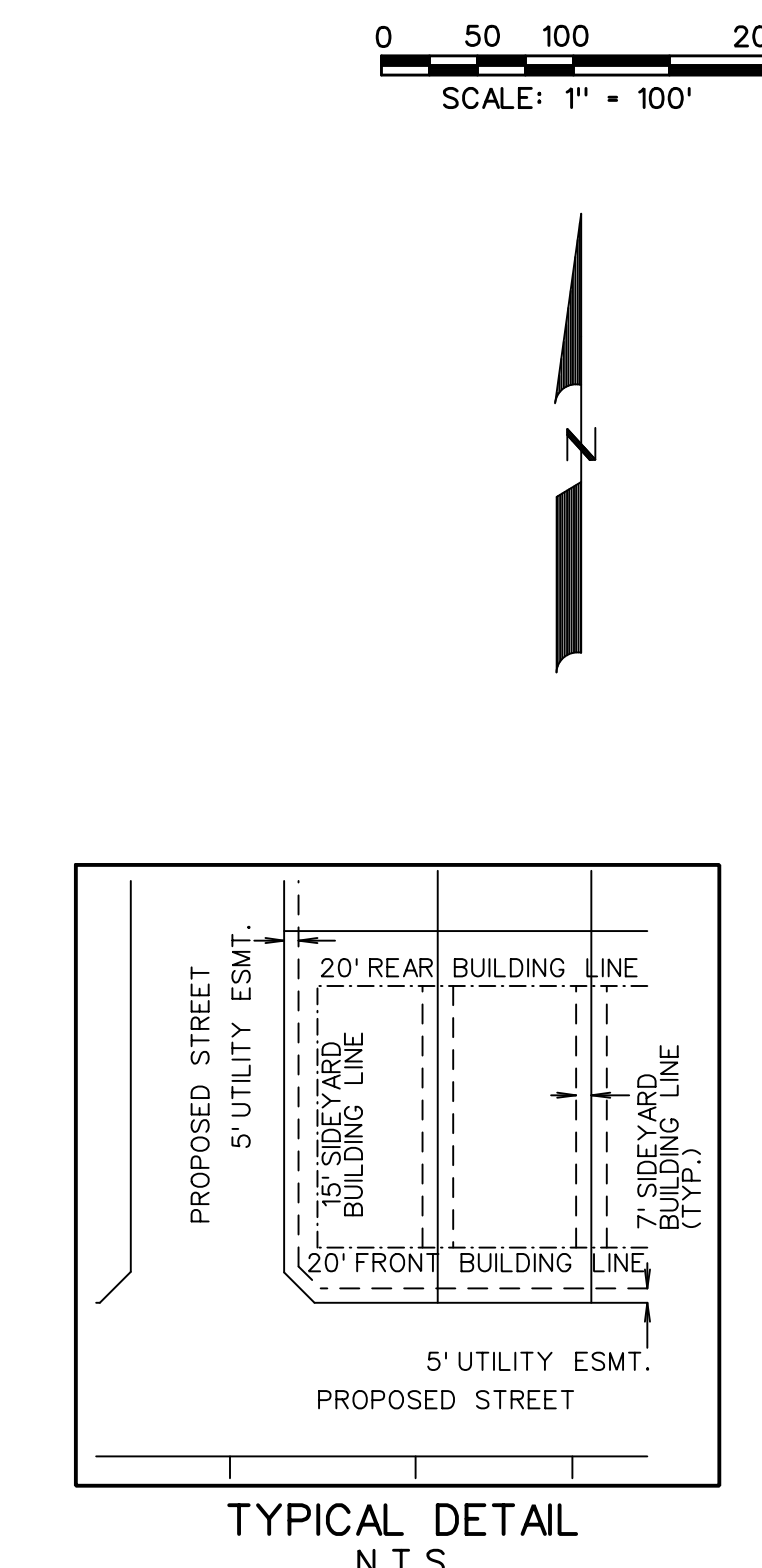 0 50 100
SCALE: 1" = 100'
N
20' REAR BUILDING LINE
PROPOSED STREET
5' UTILITY ESMT.
15' SIDEYARD
BUILDING LINE
7' SIDEYARD
BUILDING LINE
(TYP.)
20' FRONT BUILDING LINE
5' UTILITY ESMT.
PROPOSED STREET
TYPICAL DETAIL
N.T.S.